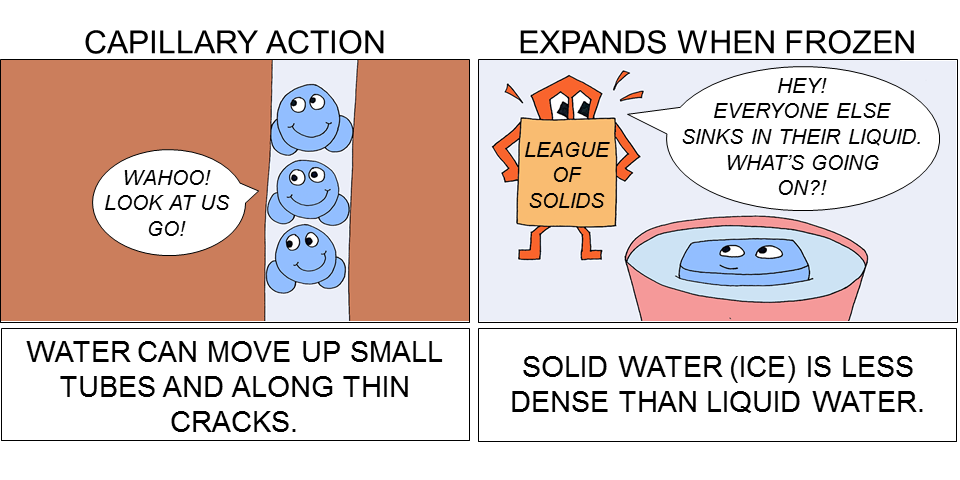 CAPILLARY ACTION
WAHOO!
LOOK AT US
GO!
WATER CAN MOVE UP SMALL
TUBES AND ALONG THIN
CRACKS.
EXPANDS WHEN FROZEN
LEAGUE
OF
SOLIDS
HEY!
EVERYONE ELSE
SINKS IN THEIR LIQUID.
WHAT'S GOING
ON?!
SOLID WATER (ICE) IS LESS
DENSE THAN LIQUID WATER.